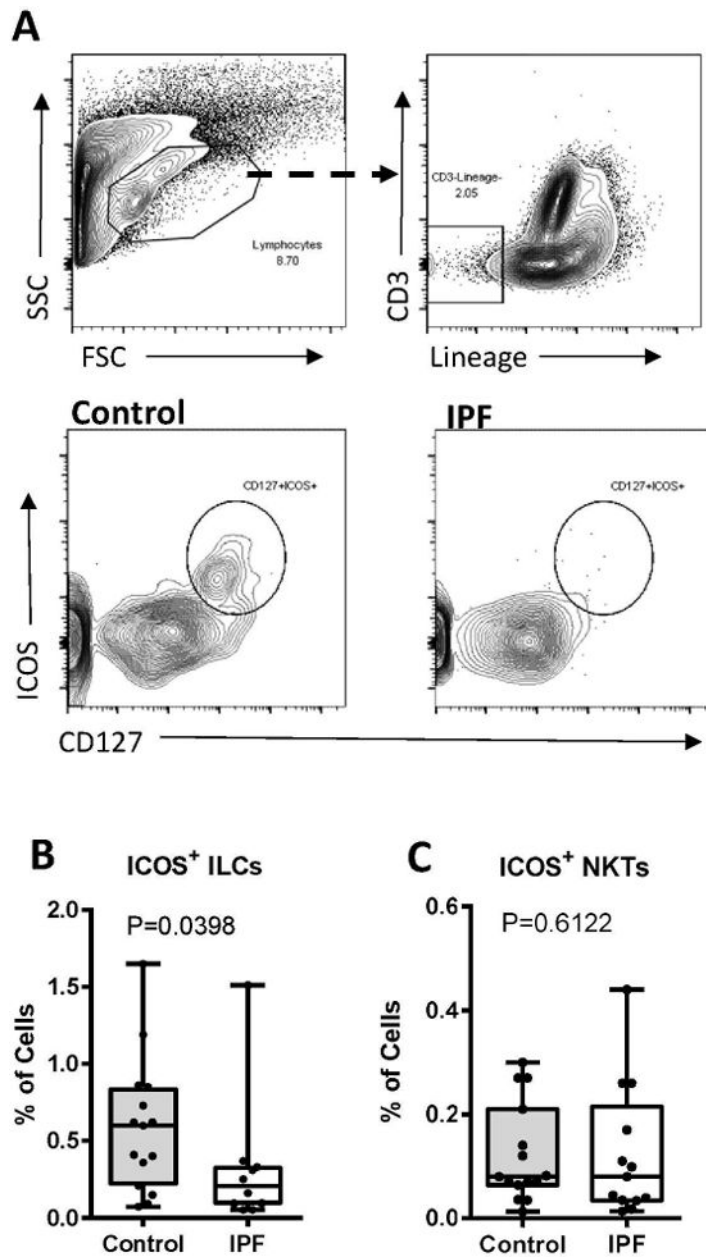 A
SSC
FSC
Lymphocytes
8.70
CD3
Lineage
CD3-Lineage-
2.05
Control
IPF
CD127+ICOS+
CD127+ICOS+
ICOS
CD127
B
ICOS⁺ ILCs
P=0.0398
% of Cells
2.0
1.5
1.0
0.5
0.0
Control IPF
C
ICOS⁺ NKTs
P=0.6122
% of Cells
0.6
0.4
0.2
0.0
Control IPF